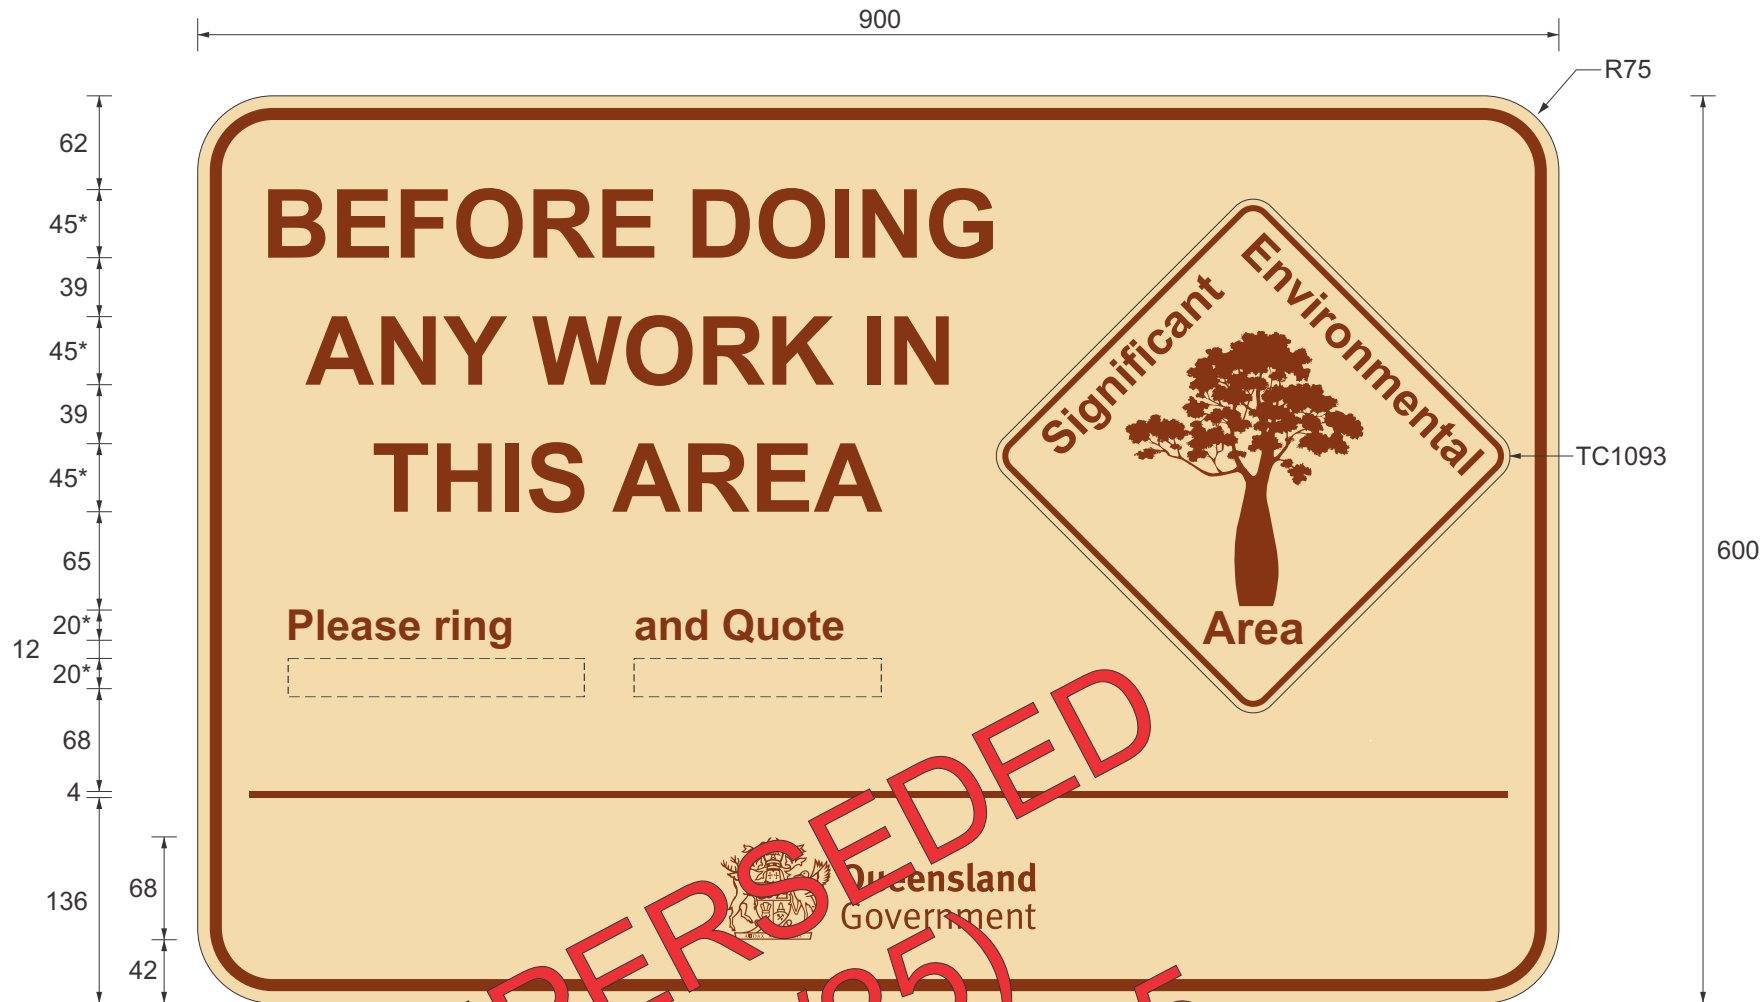 900
R75
62
45*
39
45*
39
45*
65
20*
12
20*
68
4
136
68
42
600
TC1093
BEFORE DOING
ANY WORK IN
THIS AREA
Significant
Environmental
Area
Please ring and Quote
Queensland
Government